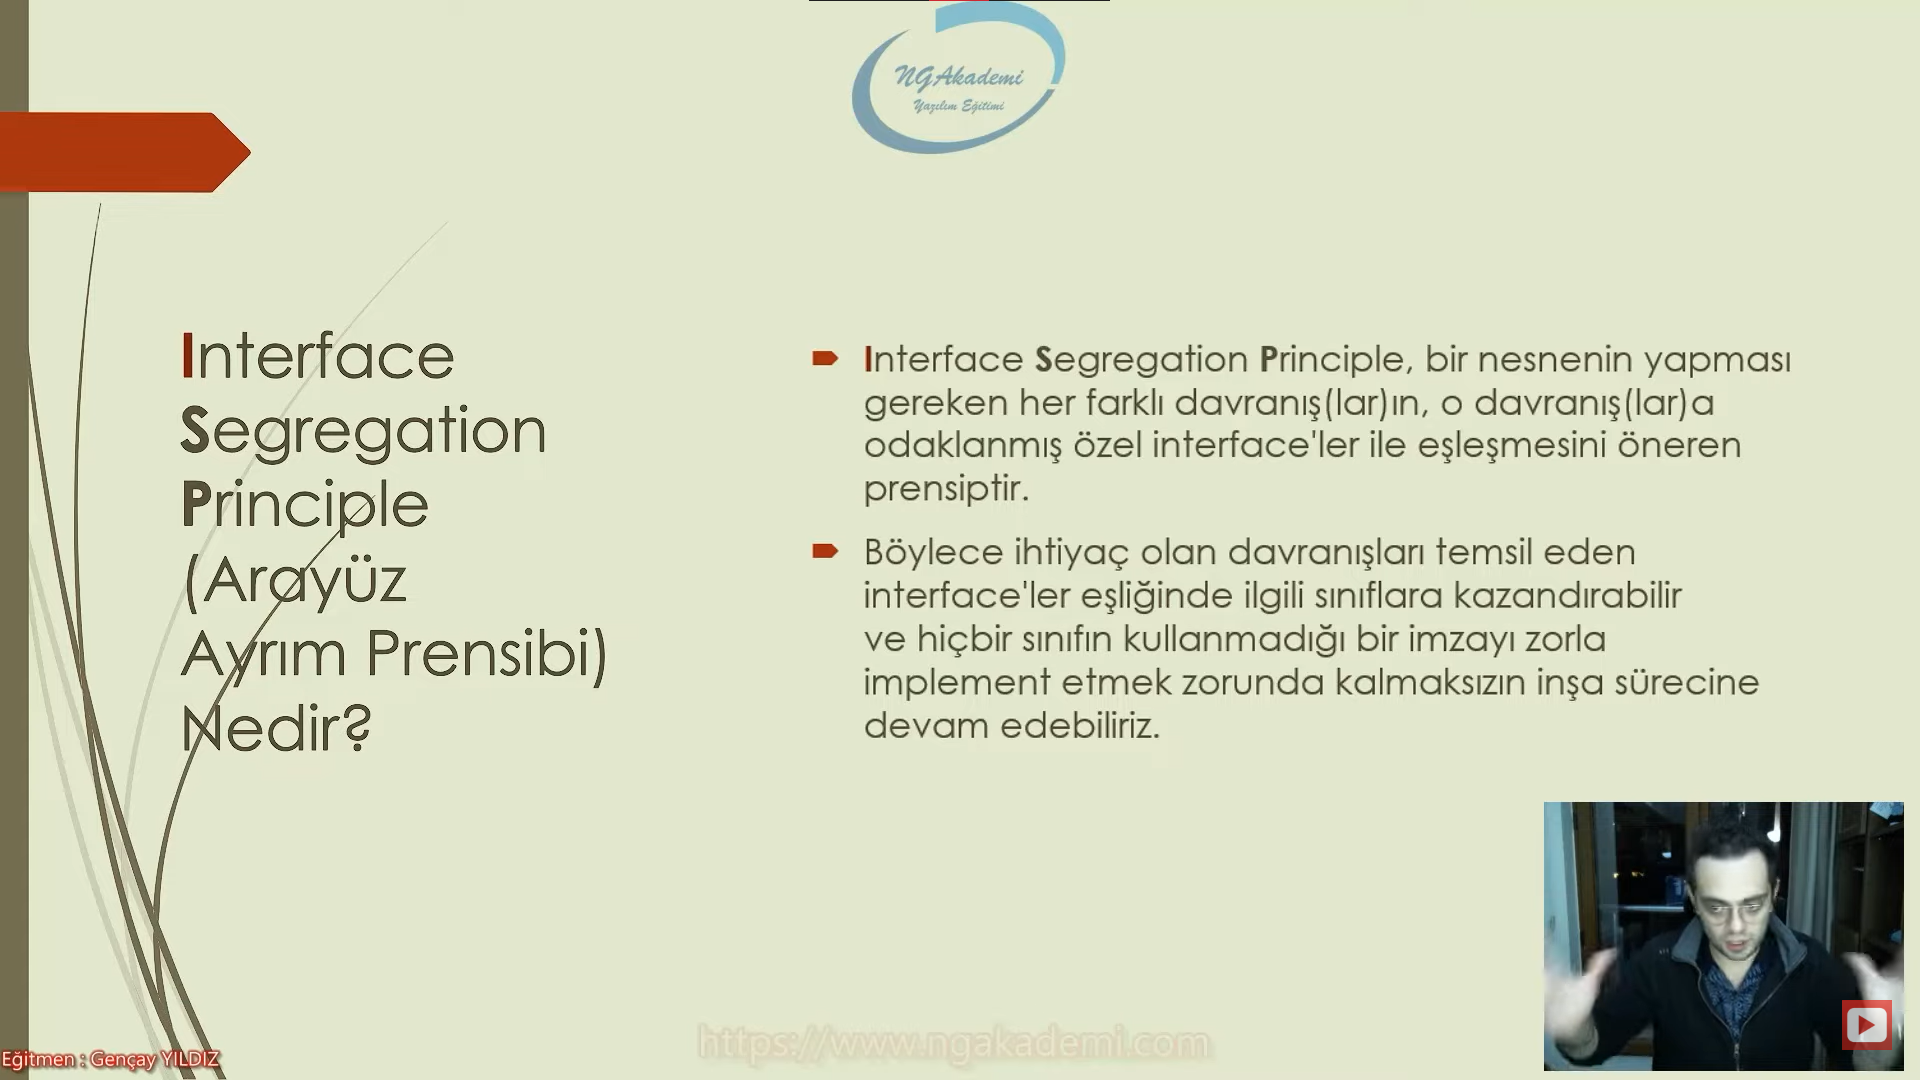 NGAkademi
Yazılım Eğitimi
Interface
Segregation
Principle
(Arayüz
Ayrım Prensibi)
Nedir?
Interface Segregation Principle, bir nesnenin yapması
gereken her farklı davranış(lar)ın, o davranış(lar)a
odaklanmış özel interface'ler ile eşleşmesini öneren
prensiptir.
Böylece ihtiyaç olan davranışları temsil eden
interface'ler eşliğinde ilgili sınıflara kazandırabilir
ve hiçbir sınıfın kullanmadığı bir imzayı zorla
implement etmek zorunda kalmaksızın inşa sürecine
devam edebiliriz.
https://www.ngakademi.com
Eğitmen : Gençay YILDIZ